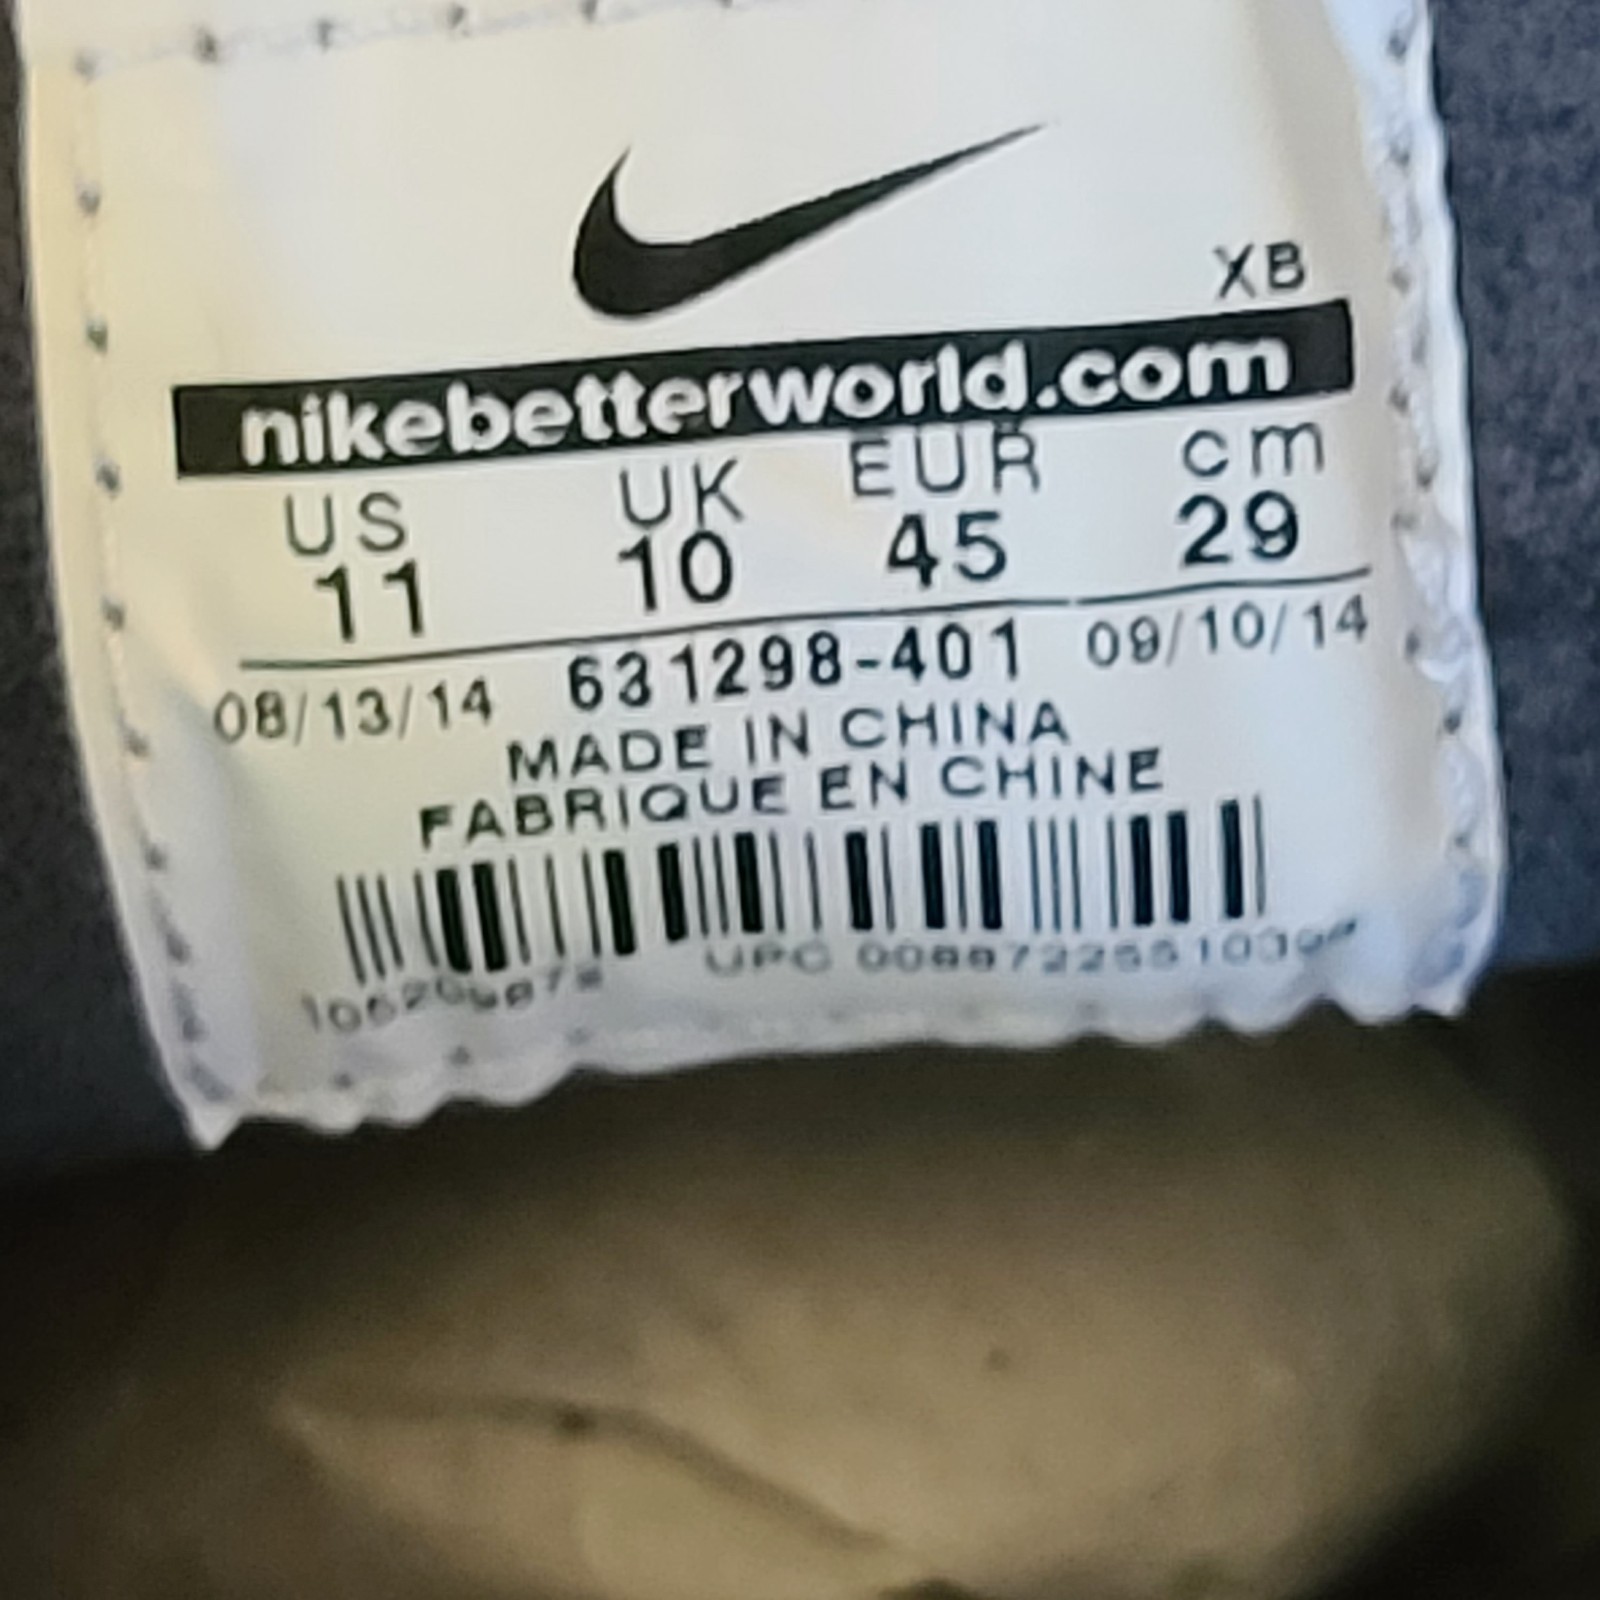 XB
nikebetterworld.com
US UK EUR cm
11 10 45 29
08/13/14 631298-401 09/10/14
MADE IN CHINA
FABRIQUE EN CHINE
UPC